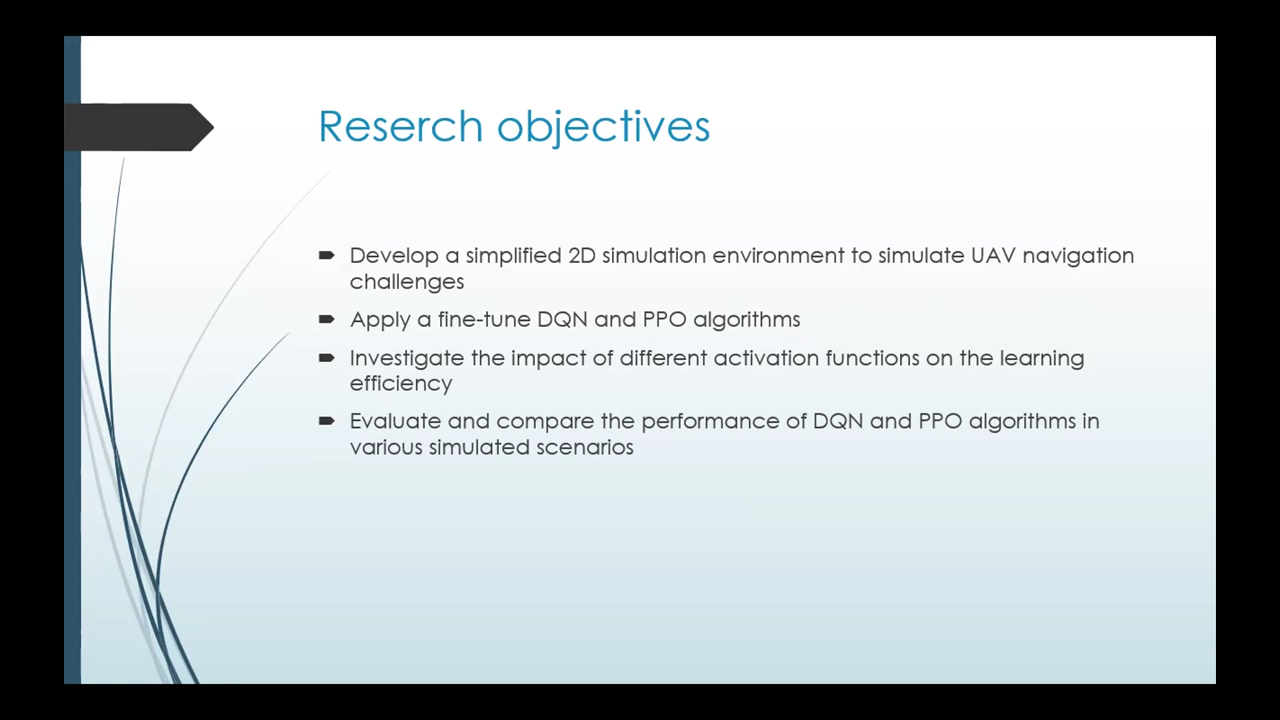 Reserch objectives
Develop a simplified 2D simulation environment to simulate UAV navigation
challenges
Apply a fine-tune DQN and PPO algorithms
Investigate the impact of different activation functions on the learning
efficiency
Evaluate and compare the performance of DQN and PPO algorithms in
various simulated scenarios